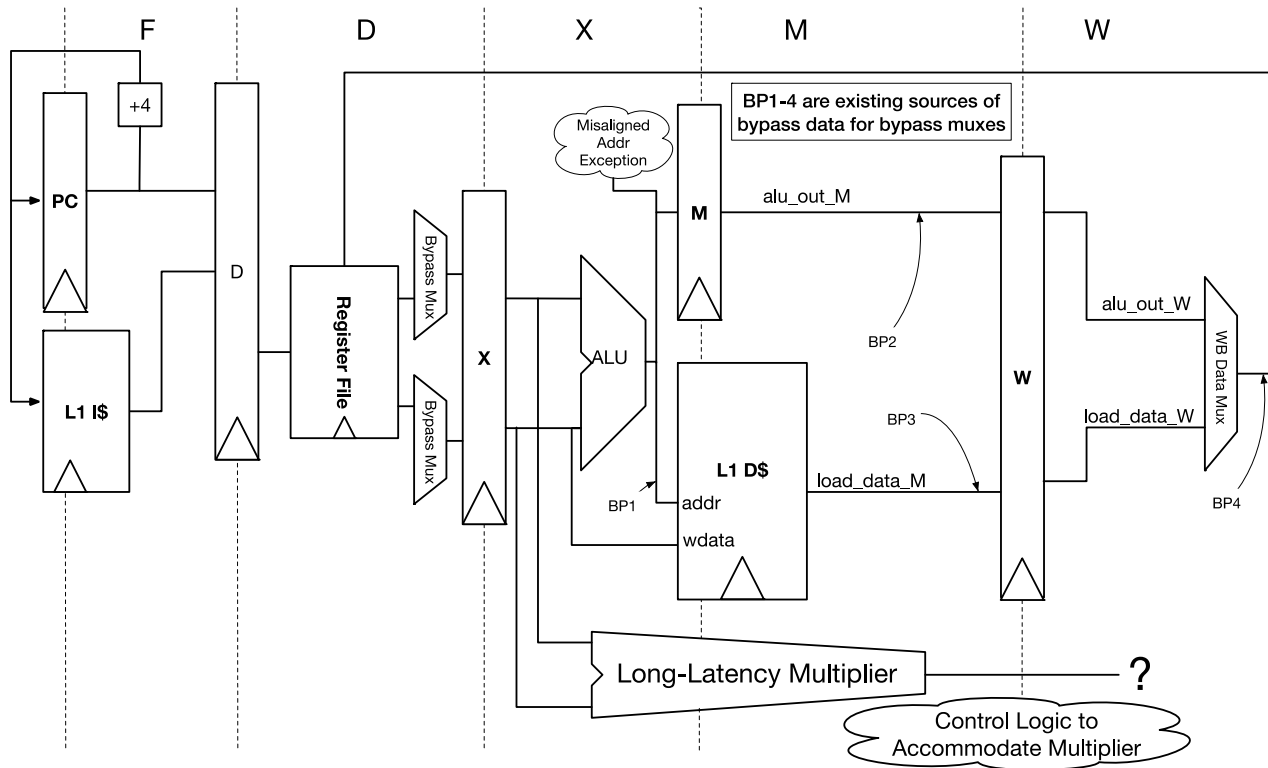 F
D
X
M
W
+4
BP1-4 are existing sources of
bypass data for bypass muxes
Misaligned
Addr
Exception
PC
M
alu_out_M
D
Bypass Mux
Register File
Bypass Mux
X
ALU
BP2
W
alu_out_W
WB Data Mux
L1 I$
BP3
load_data_W
BP1
L1 D$
load_data_M
BP4
addr
wdata
Long-Latency Multiplier
?
Control Logic to
Accommodate Multiplier